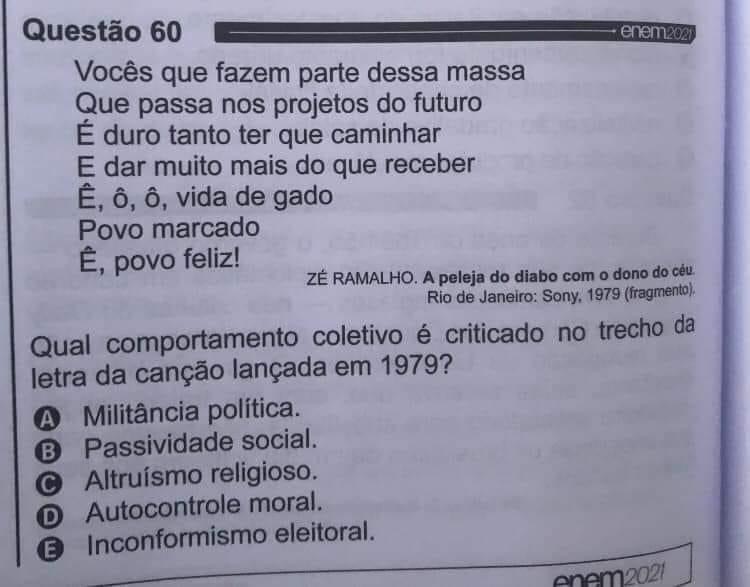 Questão 60
enem2021
Vocês que fazem parte dessa massa
Que passa nos projetos do futuro
É duro tanto ter que caminhar
E dar muito mais do que receber
Ê, ô, ô, vida de gado
Povo marcado
Ê, povo feliz!
ZÉ RAMALHO. A peleja do diabo com o dono do céu.
Rio de Janeiro: Sony, 1979 (fragmento).
Qual comportamento coletivo é criticado no trecho da
letra da canção lançada em 1979?
A Militância política.
B Passividade social.
C Altruísmo religioso.
D Autocontrole moral.
E Inconformismo eleitoral.
enem2021